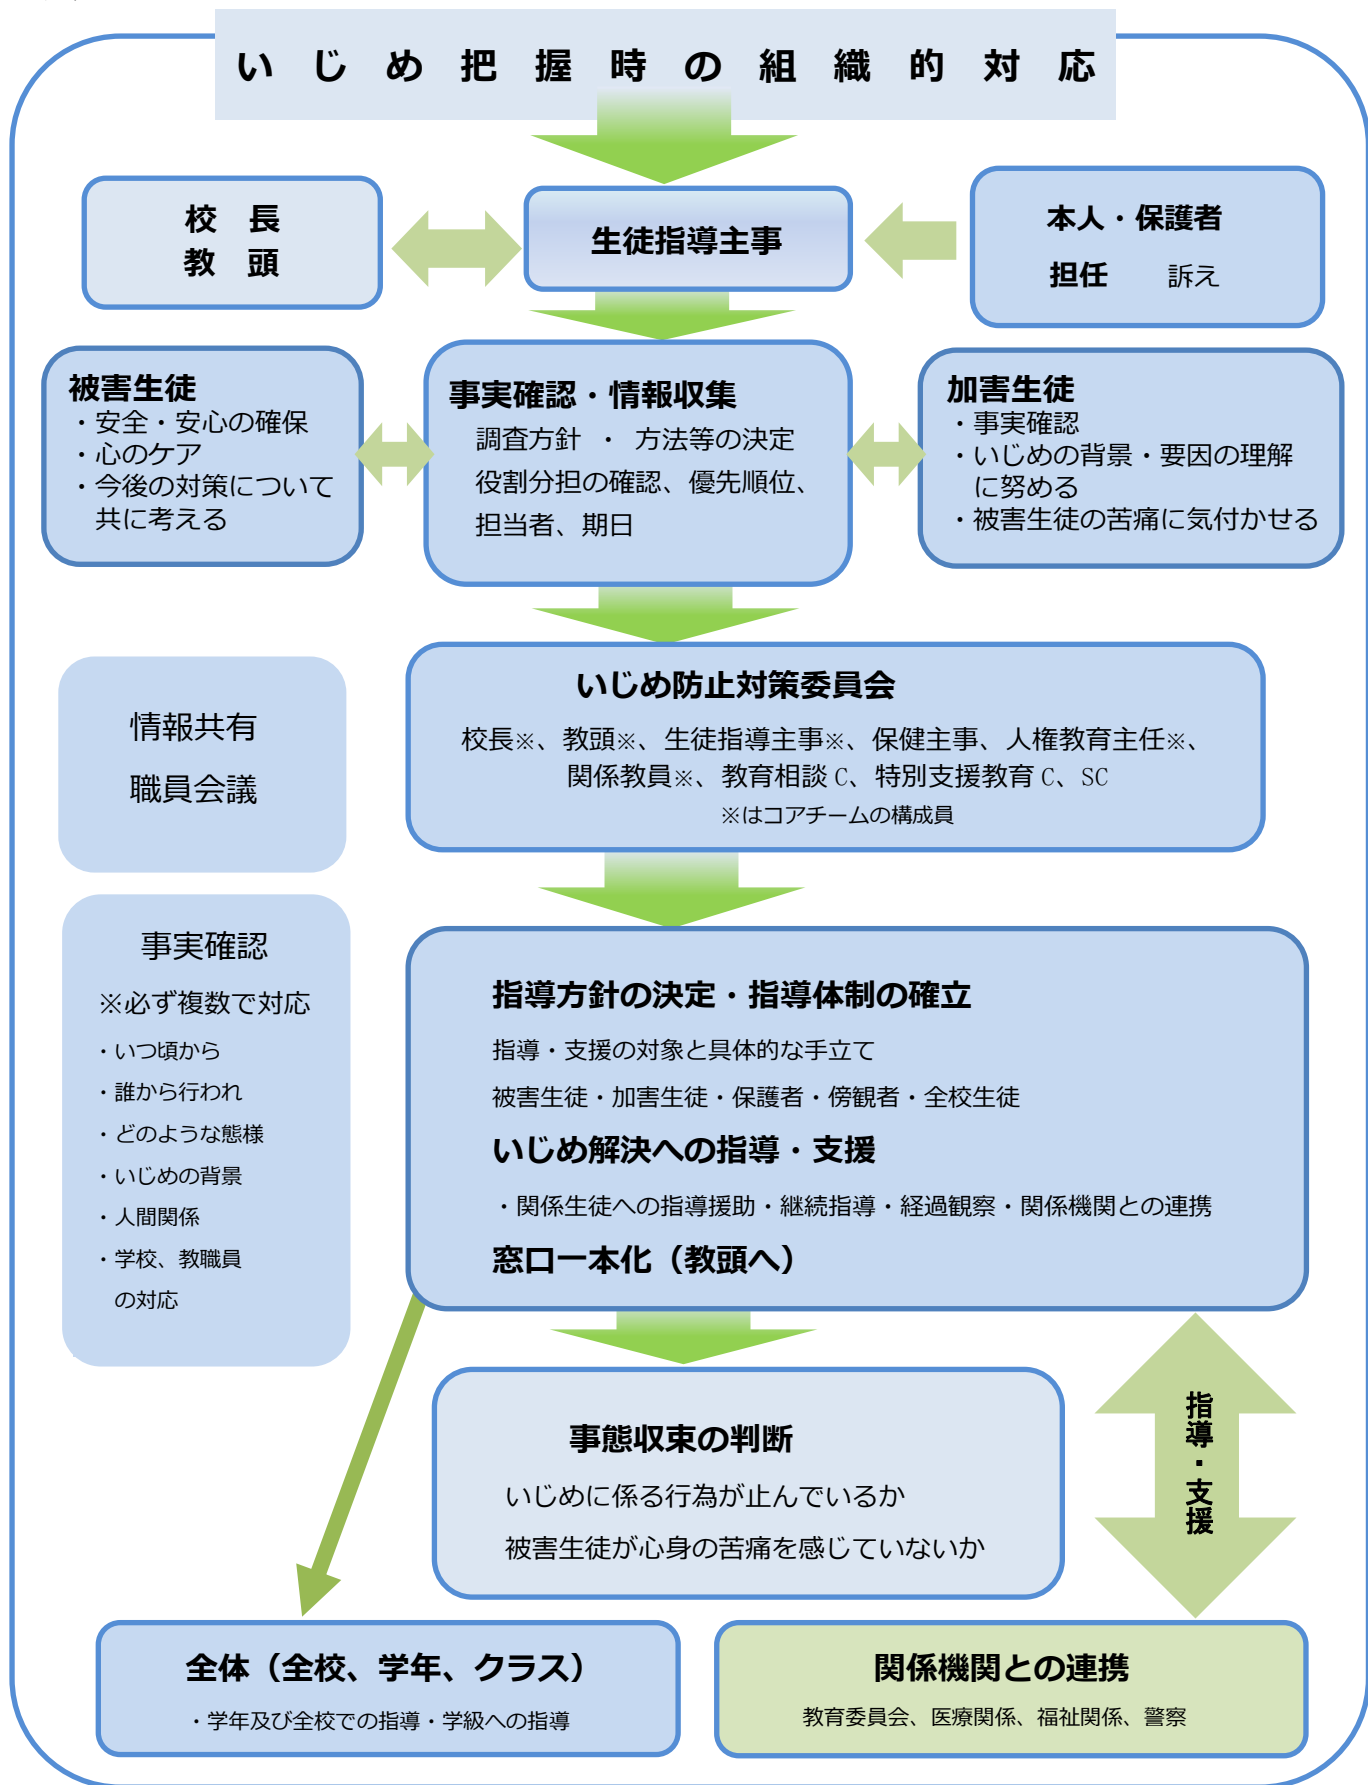 いじめ把握時の組織的対応
校　長
教　頭
生徒指導主事
本人・保護者
担任　　訴え
被害生徒
・安全・安心の確保
・心のケア
・今後の対策について
共に考える
事実確認・情報収集
調査方針 ・ 方法等の決定
役割分担の確認、優先順位、
担当者、期日
加害生徒
・事実確認
・いじめの背景・要因の理解
に努める
・被害生徒の苦痛に気付かせる
情報共有
職員会議
いじめ防止対策委員会
校長※、教頭※、生徒指導主事※、保健主事、人権教育主任※、
関係教員※、教育相談 C、特別支援教育 C、SC
※はコアチームの構成員
事実確認
※必ず複数で対応
・いつ頃から
・誰から行われ
・どのような態様
・いじめの背景
・人間関係
・学校、教職員
の対応
指導方針の決定・指導体制の確立
指導・支援の対象と具体的な手立て
被害生徒・加害生徒・保護者・傍観者・全校生徒
いじめ解決への指導・支援
・関係生徒への指導援助・継続指導・経過観察・関係機関との連携
窓口一本化（教頭へ）
事態収束の判断
いじめに係る行為が止んでいるか
被害生徒が心身の苦痛を感じていないか
指導・支援
全体（全校、学年、クラス）
・学年及び全校での指導・学級への指導
関係機関との連携
教育委員会、医療関係、福祉関係、警察